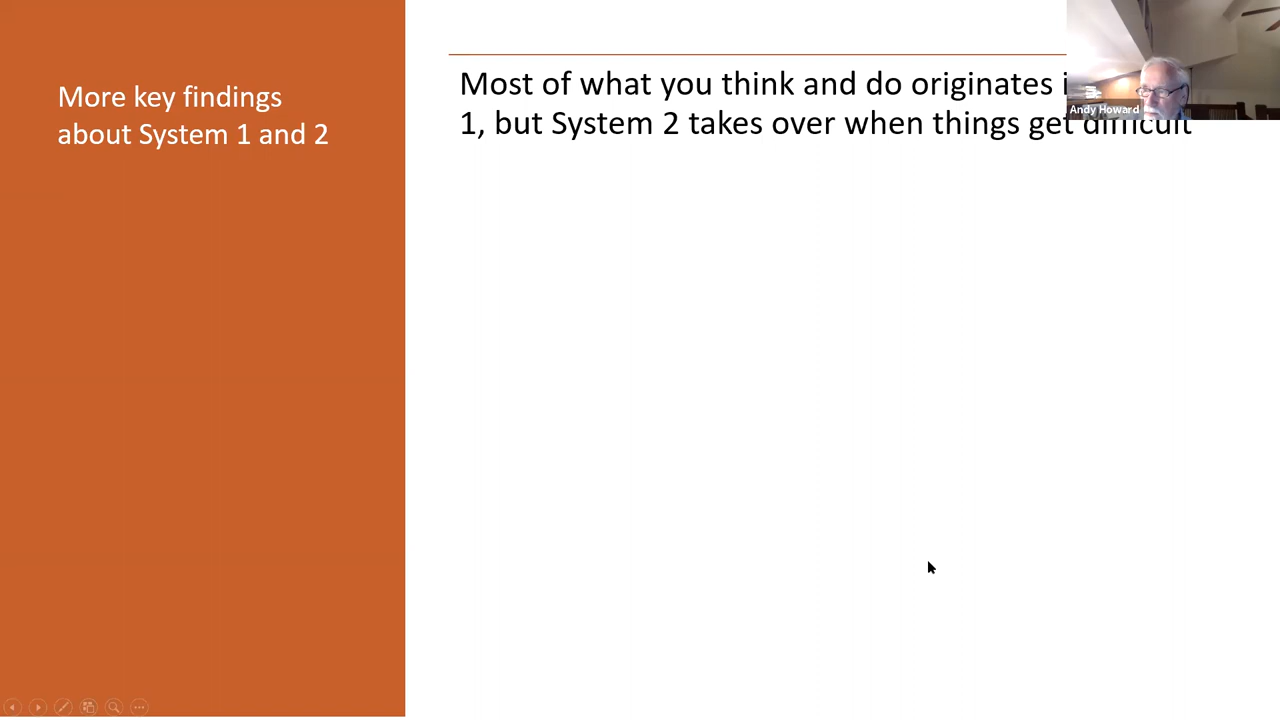 More key findings
about System 1 and 2
Most of what you think and do originates
1, but System 2 takes over when things get difficult
Andy Howard